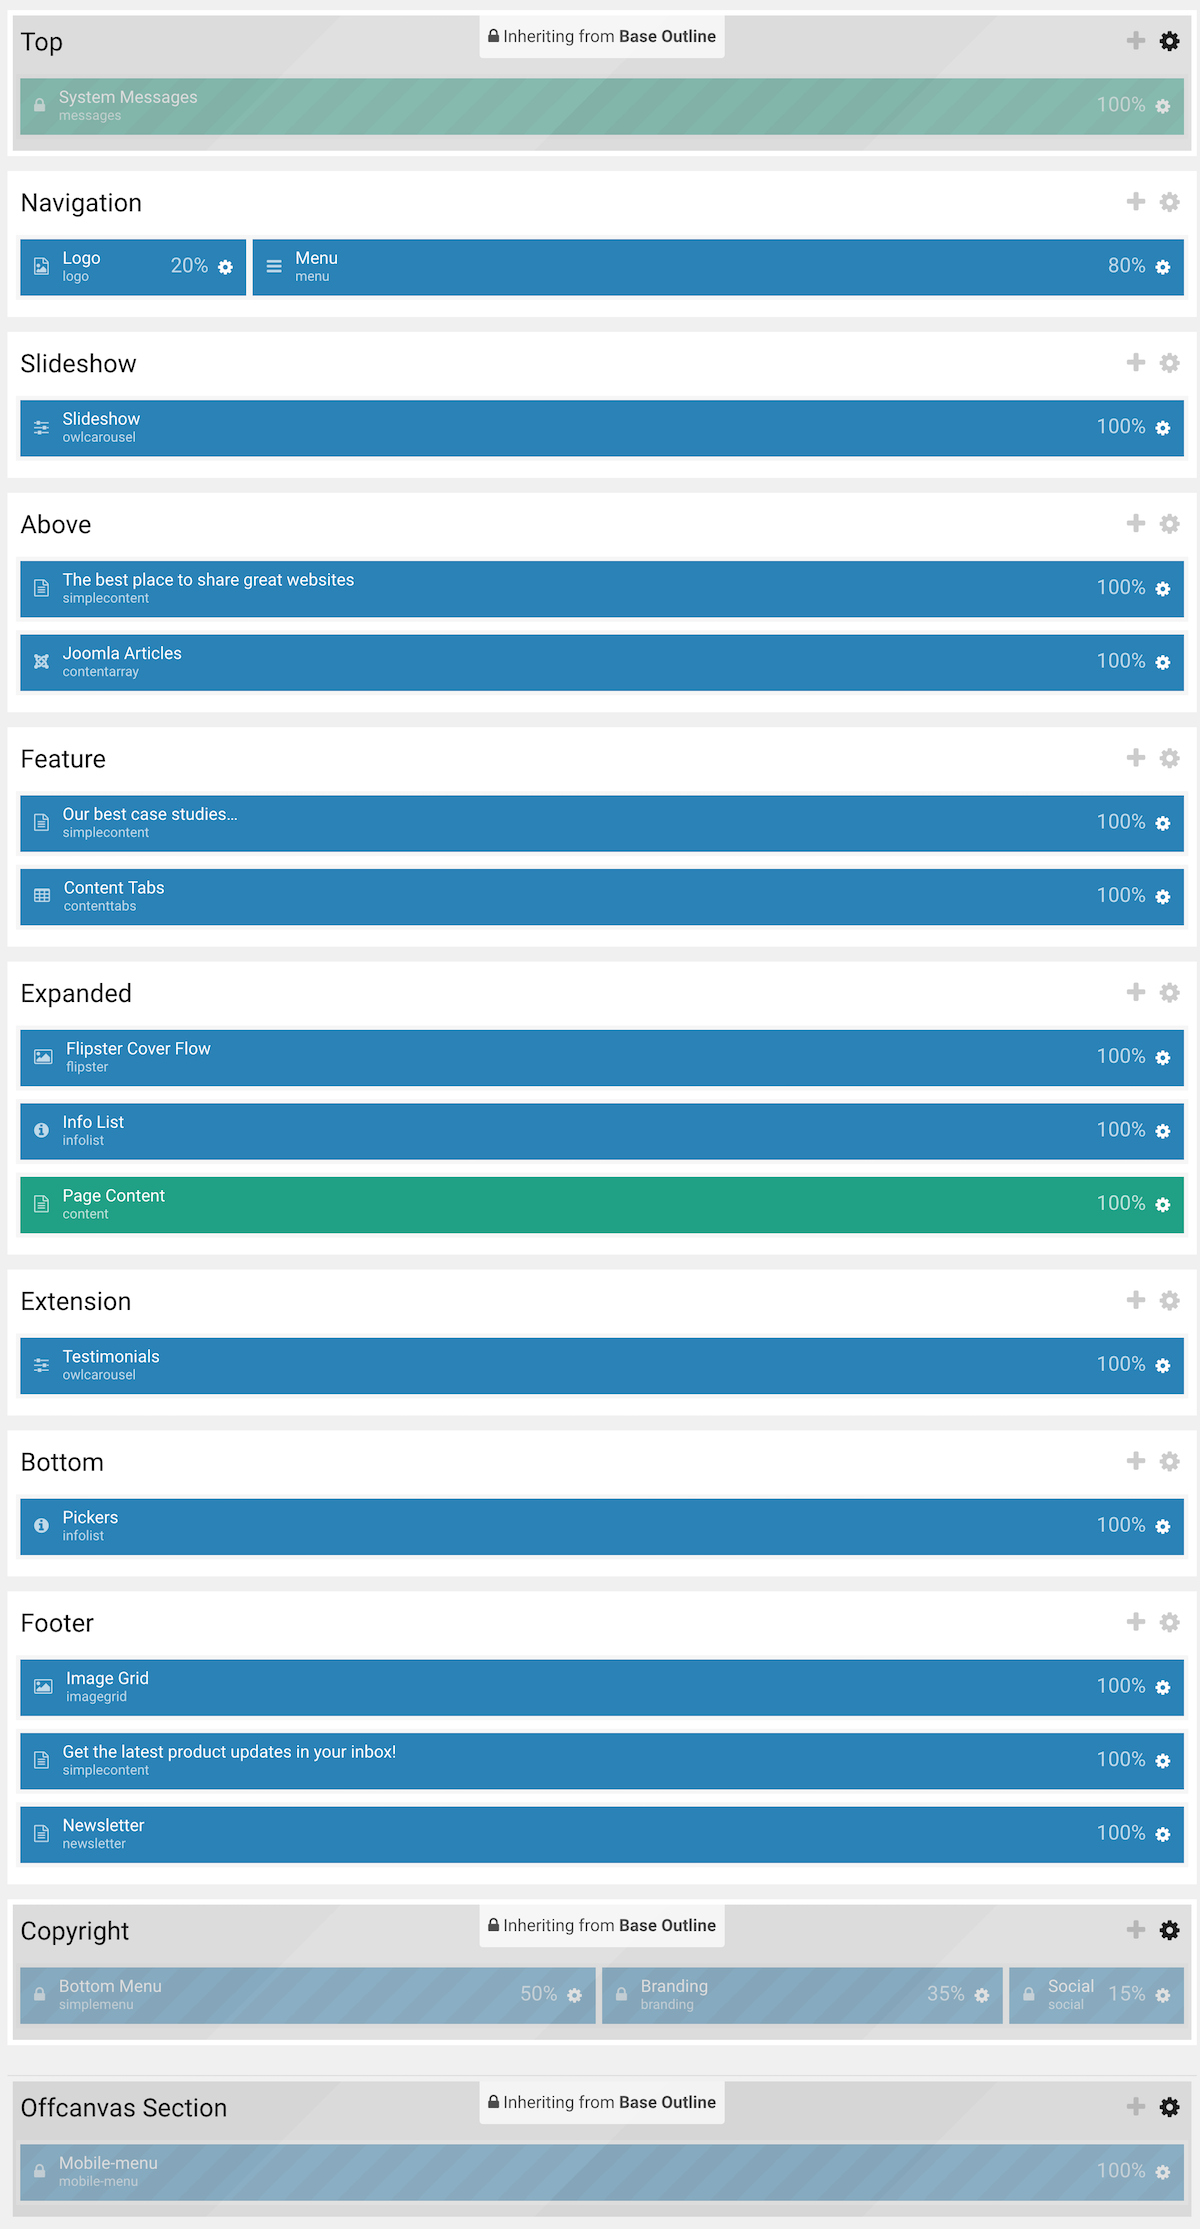 Top
Inheriting from Base Outline
System Messages
messages
100%
Navigation
Logo
logo
20%
Menu
menu
80%
Slideshow
Slideshow
owlcarousel
100%
Above
The best place to share great websites
simplecontent
100%
Joomla Articles
contentarray
100%
Feature
Our best case studies...
simplecontent
100%
Content Tabs
contenttabs
100%
Expanded
Flipster Cover Flow
flipster
100%
Info List
infolist
100%
Page Content
content
100%
Extension
Testimonials
owlcarousel
100%
Bottom
Pickers
infolist
100%
Footer
Image Grid
imagegrid
100%
Get the latest product updates in your inbox!
simplecontent
100%
Newsletter
newsletter
100%
Copyright
Inheriting from Base Outline
Bottom Menu
simplemenu
50%
Branding
branding
35%
Social
social
15%
Offcanvas Section
Inheriting from Base Outline
Mobile-menu
mobile-menu
100%